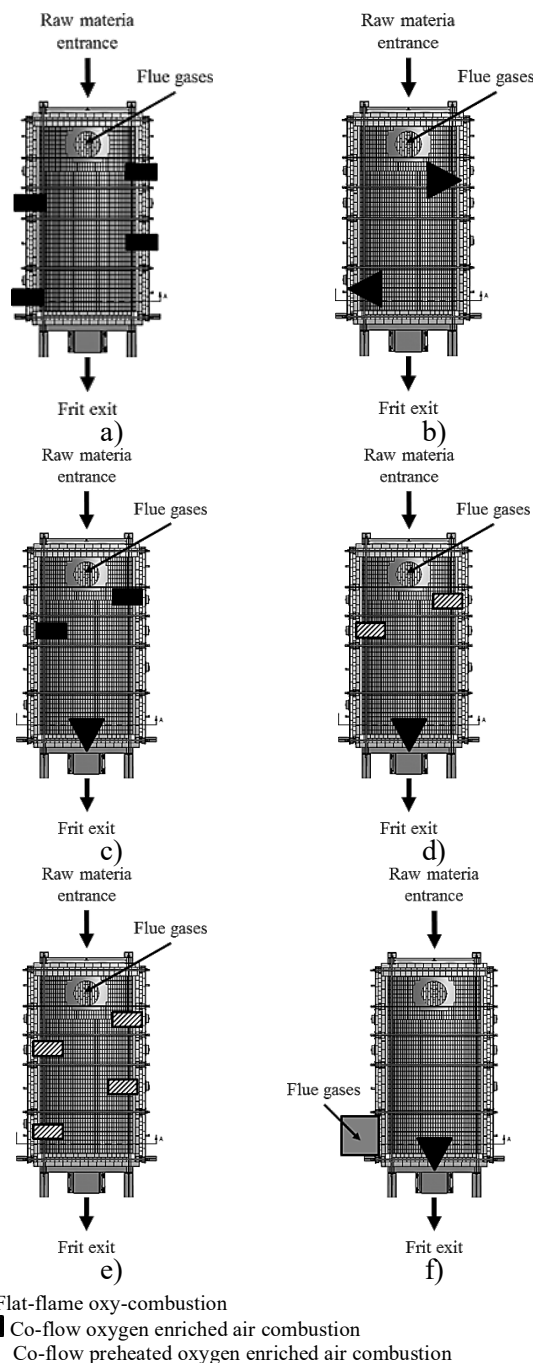 Raw materia
entrance
Flue gases
Frit exit
a)
Raw materia
entrance
Flue gases
Frit exit
b)
Raw materia
entrance
Flue gases
A
Frit exit
c)
Raw materia
entrance
Flue gases
A
Frit exit
d)
Raw materia
entrance
Flue gases
A
Frit exit
e)
Raw materia
entrance
Flue gases
A
Frit exit
f)
Flat-flame oxy-combustion
Co-flow oxygen enriched air combustion
Co-flow preheated oxygen enriched air combustion